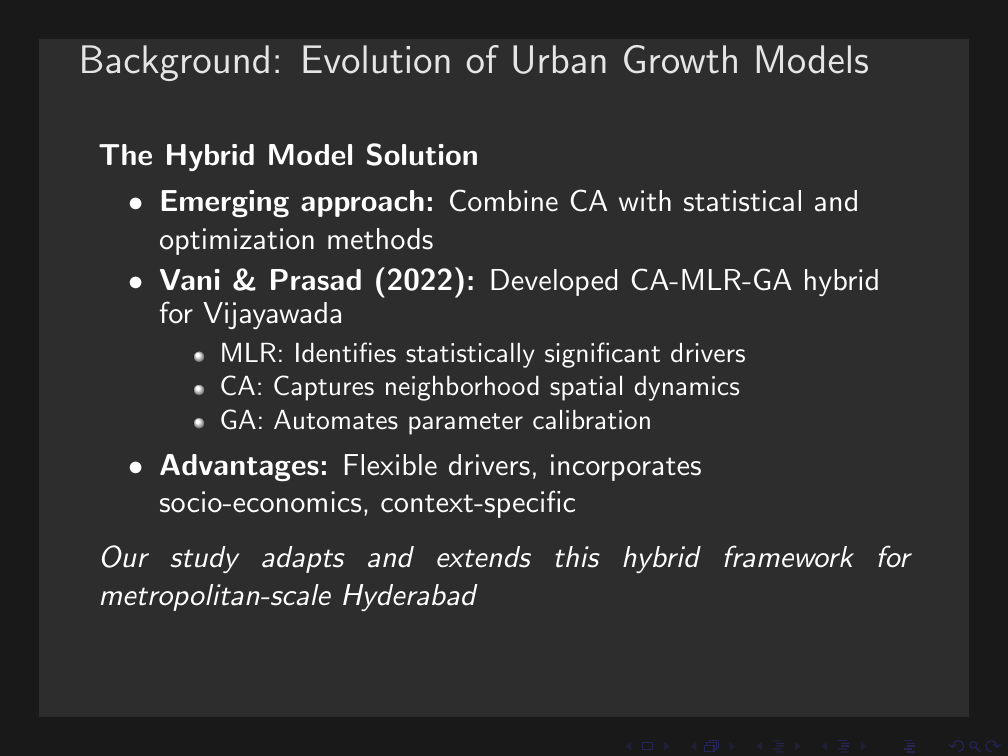 Background: Evolution of Urban Growth Models
The Hybrid Model Solution
• Emerging approach: Combine CA with statistical and
optimization methods
• Vani & Prasad (2022): Developed CA-MLR-GA hybrid
for Vijayawada
• MLR: Identifies statistically significant drivers
• CA: Captures neighborhood spatial dynamics
• GA: Automates parameter calibration
• Advantages: Flexible drivers, incorporates
socio-economics, context-specific
Our study adapts and extends this hybrid framework for
metropolitan-scale Hyderabad